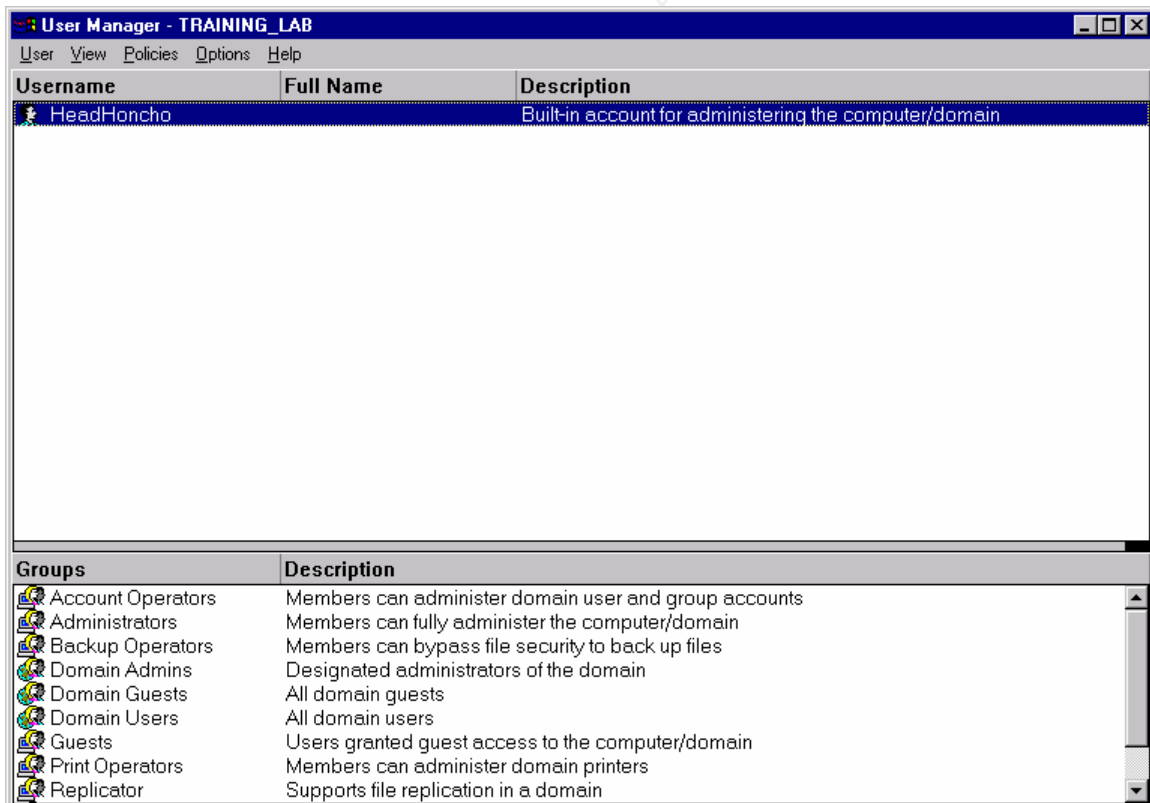 User Manager - TRAINING_LAB
User View Policies Options Help
Username Full Name Description
HeadHoncho Built-in account for administering the computer/domain
Groups Description
Account Operators Members can administer domain user and group accounts
Administrators Members can fully administer the computer/domain
Backup Operators Members can bypass file security to back up files
Domain Admins Designated administrators of the domain
Domain Guests All domain guests
Domain Users All domain users
Guests Users granted guest access to the computer/domain
Print Operators Members can administer domain printers
Replicator Supports file replication in a domain